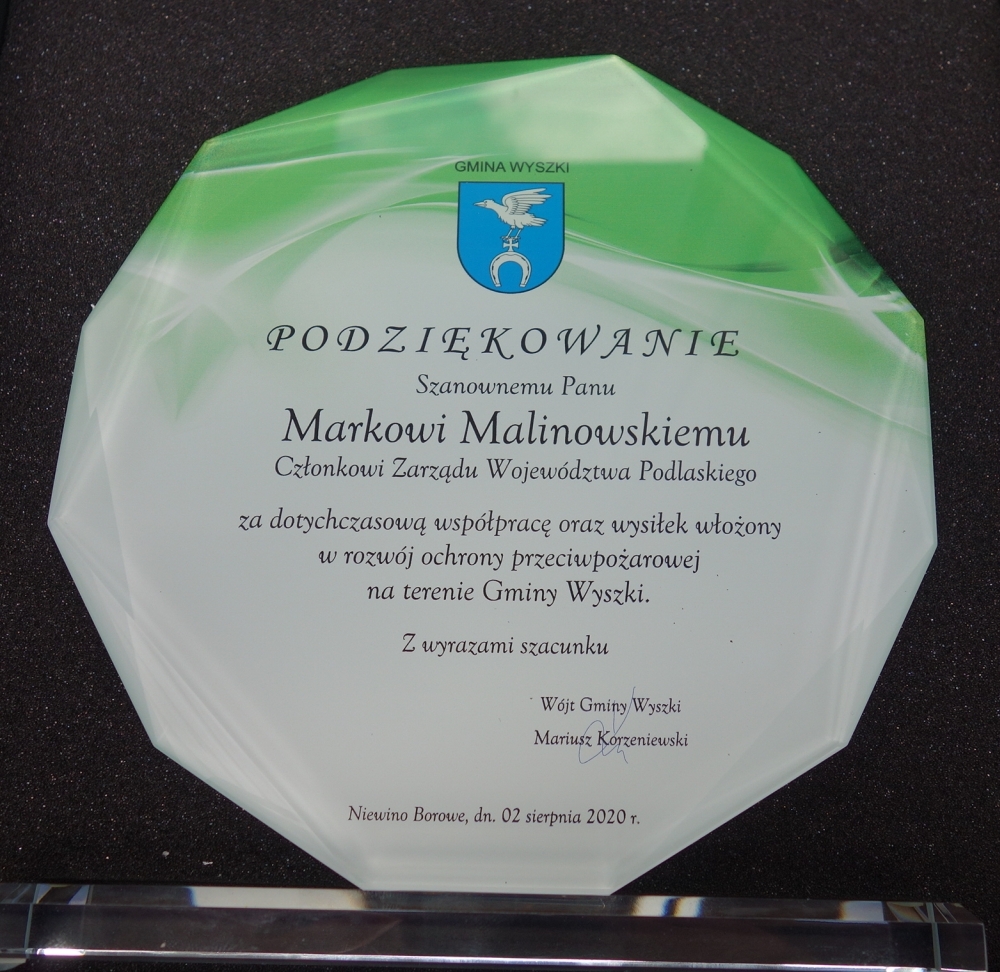 GMINA WYSZKI
PODZIĘKOWANIE
Szanownemu Panu
Markowi Malinowskiemu
Członkowi Zarządu Województwa Podlaskiego
za dotychczasową współpracę oraz wysiłek włożony
w rozwój ochrony przeciwpożarowej
na terenie Gminy Wyszki.
Z wyrazami szacunku
Wójt Gminy Wyszki
Mariusz Korzeniewski
Niewino Borowe, dn. 02 sierpnia 2020 r.